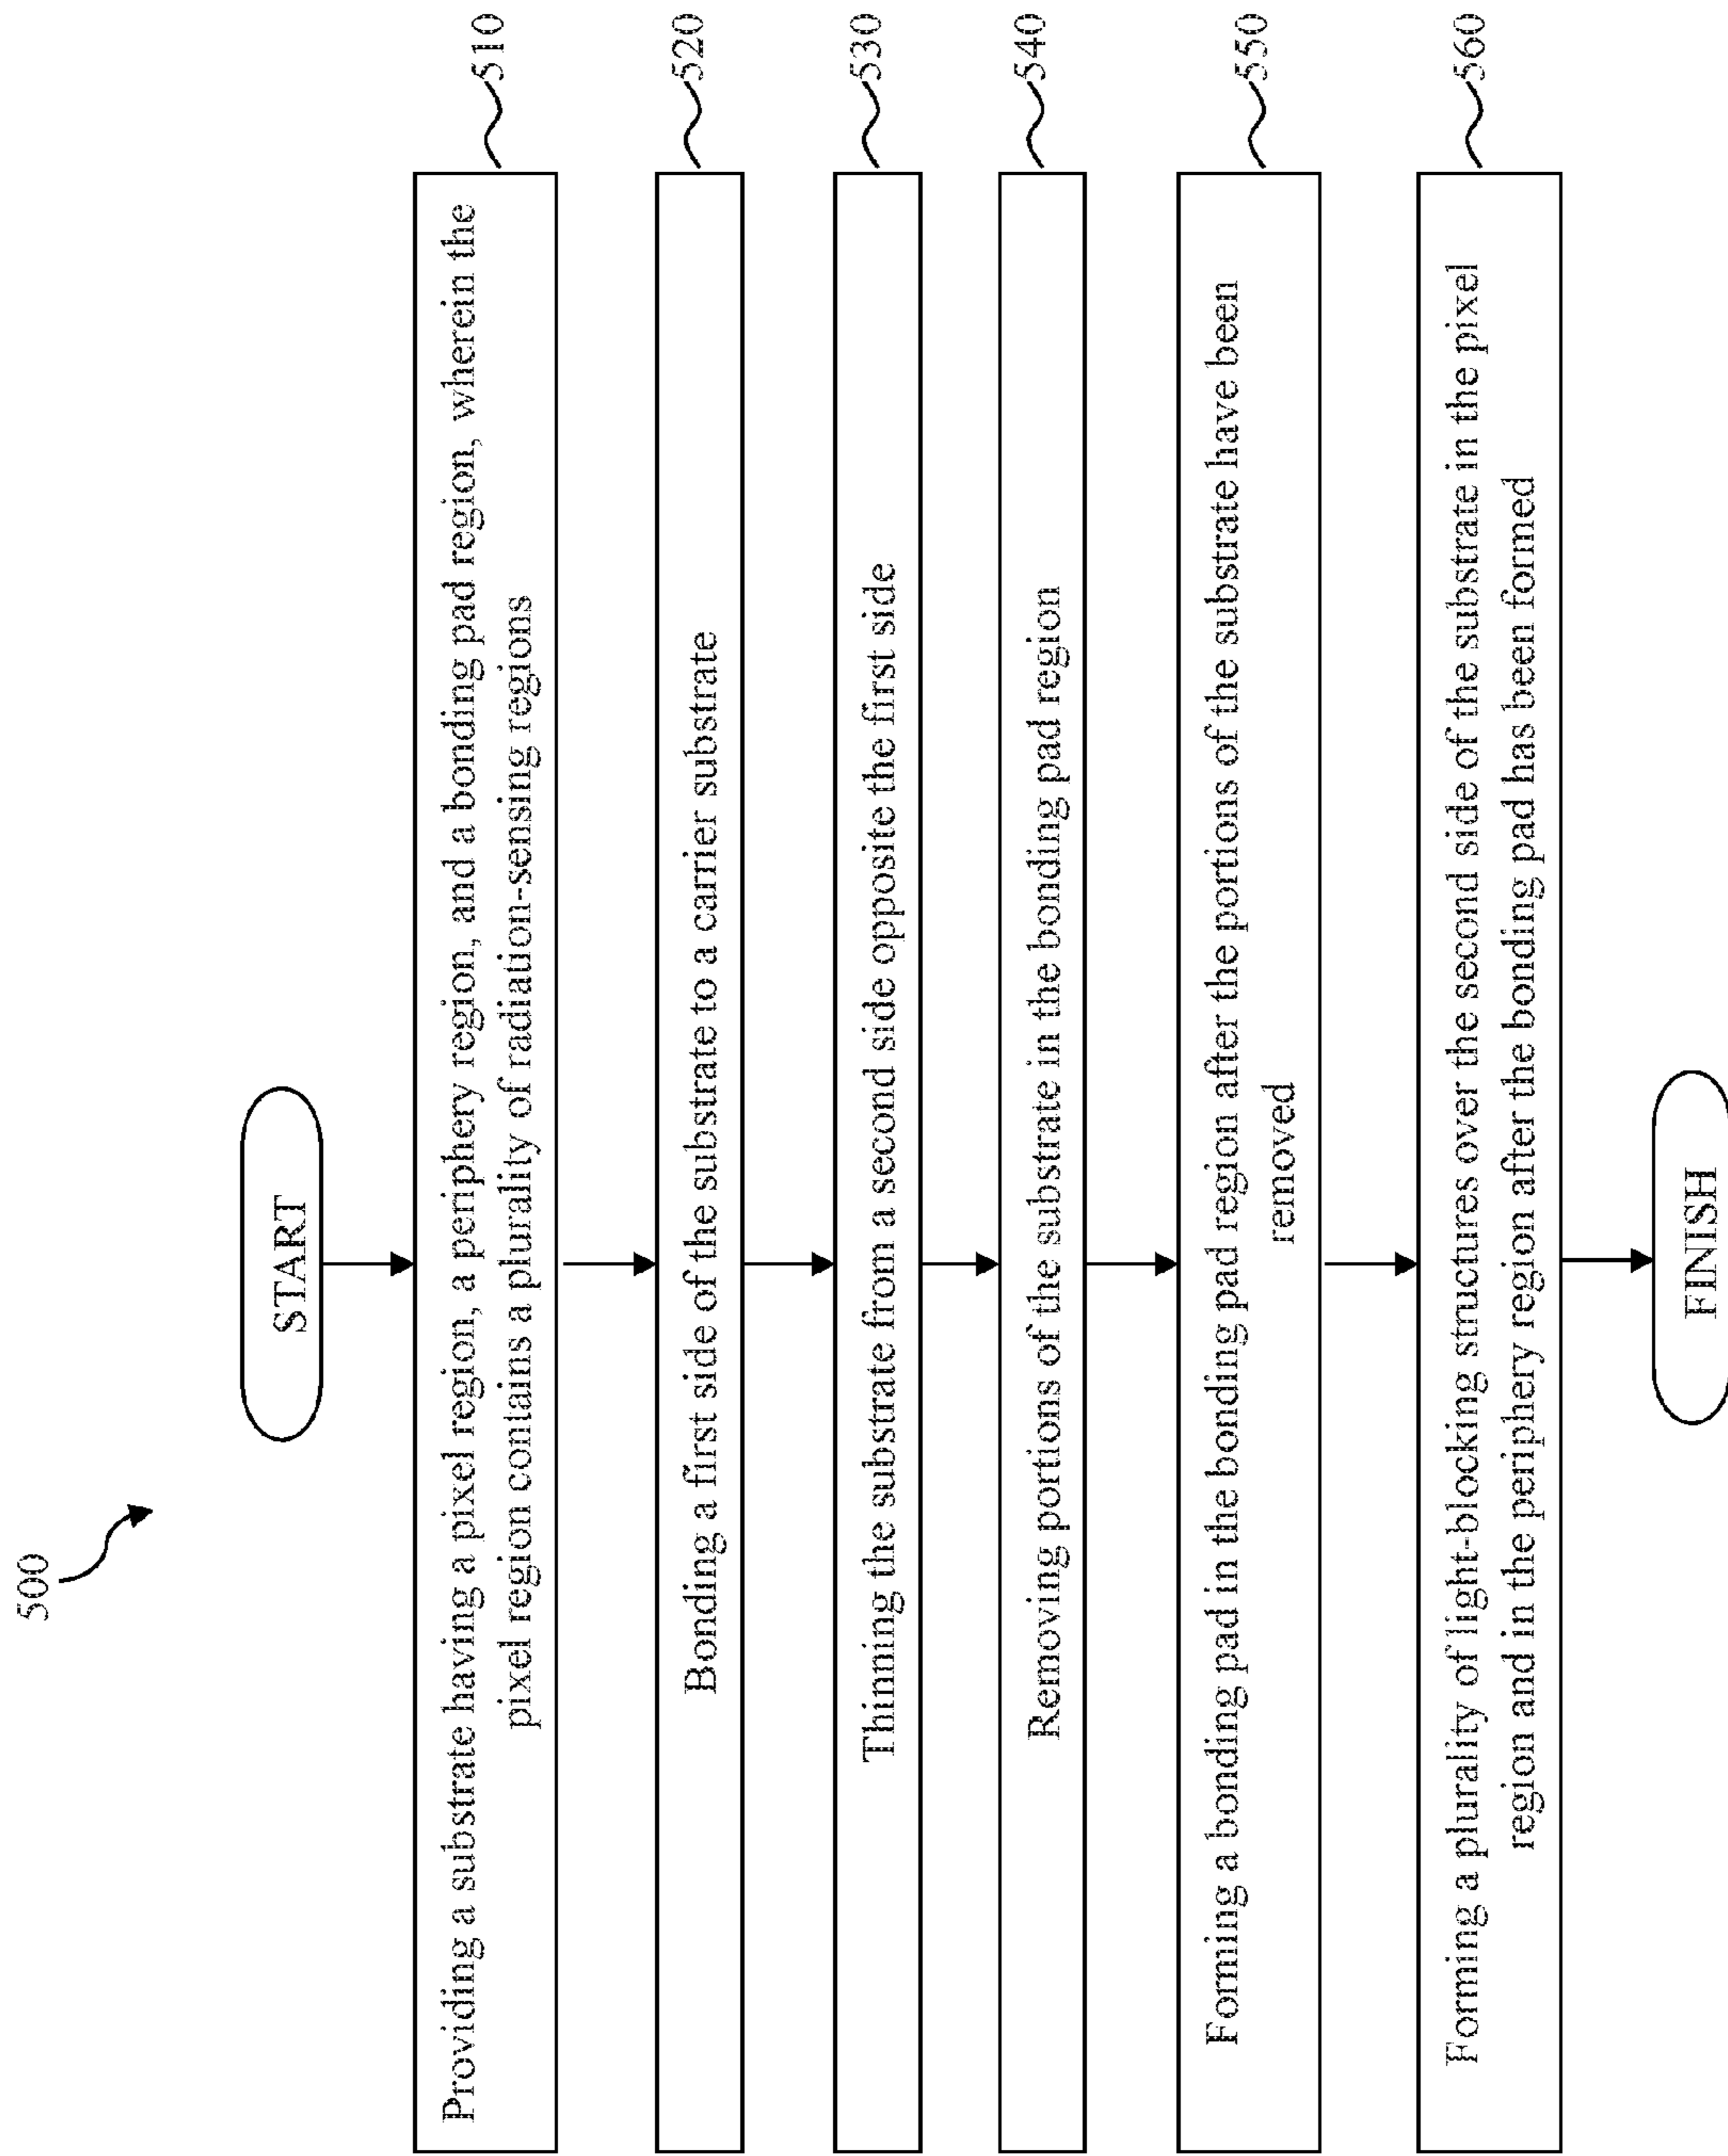 500
START
Providing a substrate having a pixel region, a periphery region, and a bonding pad region, wherein the
pixel region contains a plurality of radiation-sensing regions
510
Bonding a first side of the substrate to a carrier substrate
520
Thinning the substrate from a second side opposite the first side
530
Removing portions of the substrate in the bonding pad region
540
Forming a bonding pad in the bonding pad region after the portions of the substrate have been
removed
550
Forming a plurality of light-blocking structures over the second side of the substrate in the pixel
region and in the periphery region after the bonding pad has been formed
560
FINISH